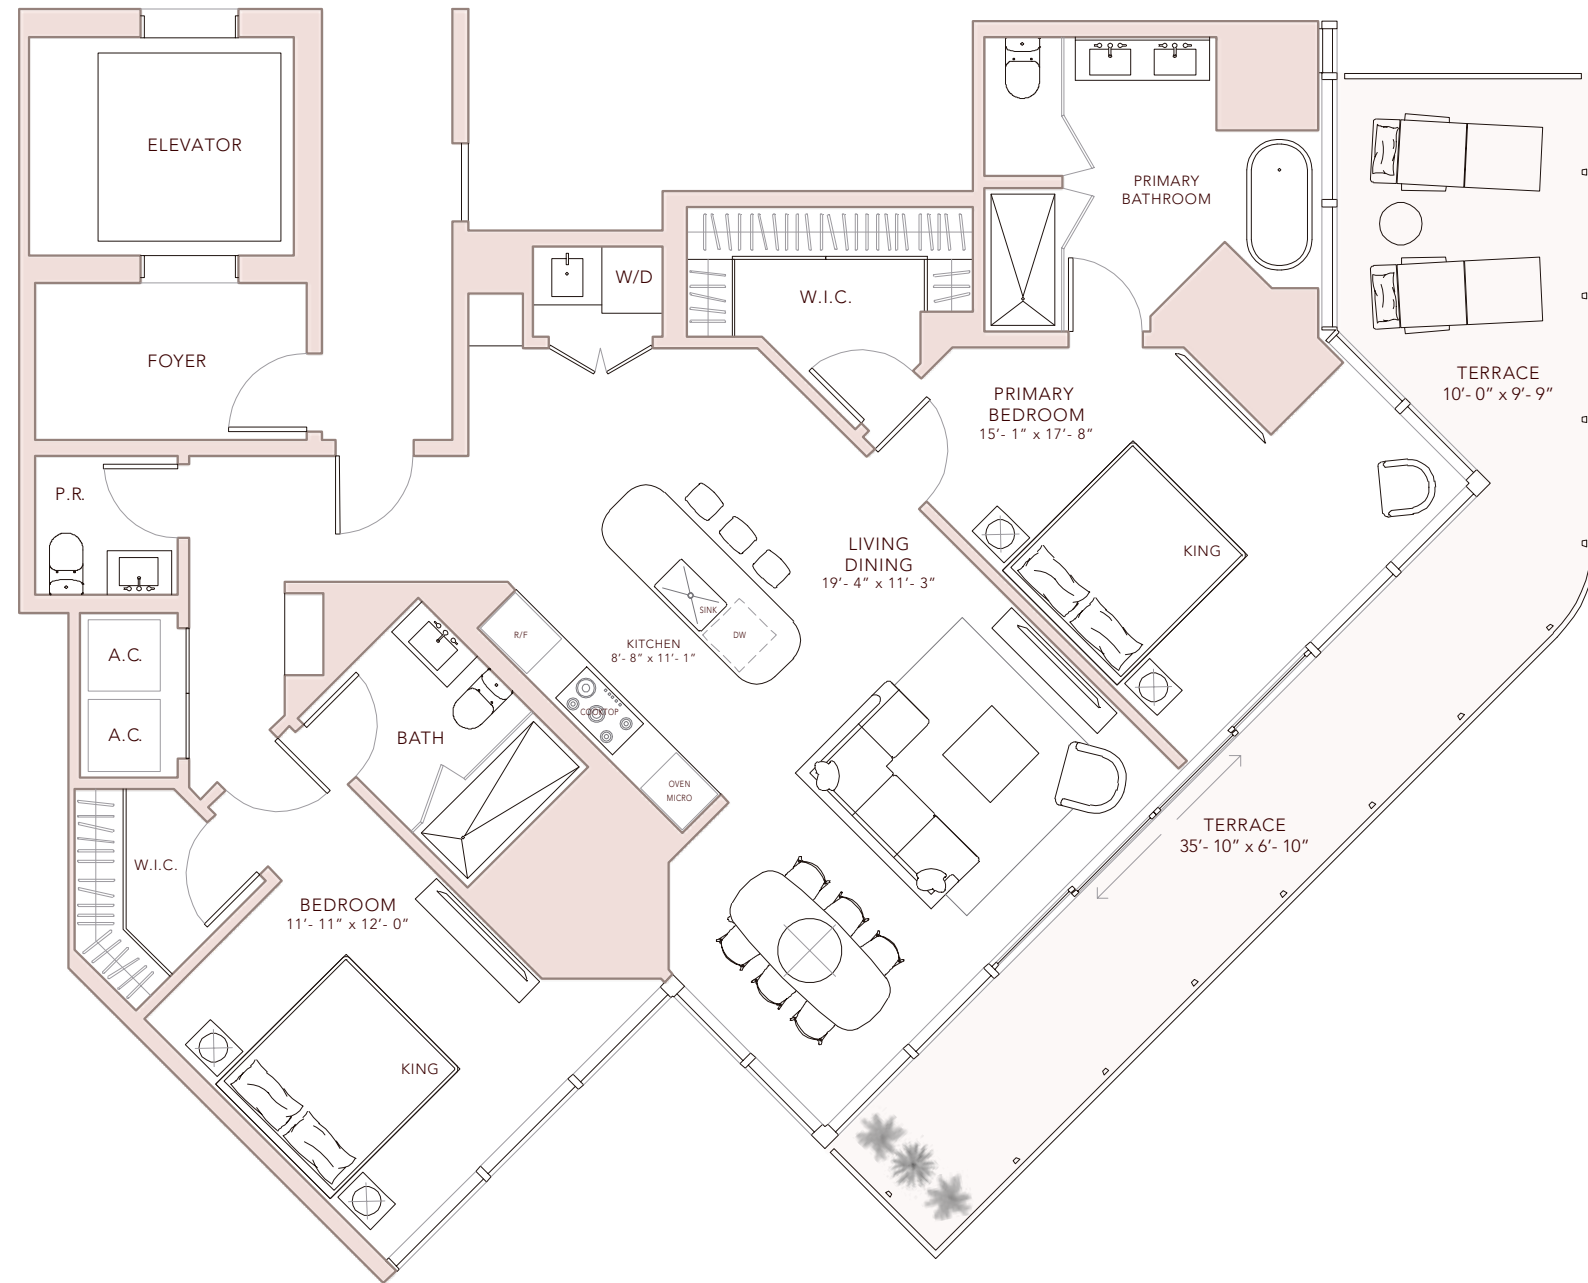 ELEVATOR
W/D
W.I.C.
PRIMARY
BATHROOM
FOYER
TERRACE
10'- 0" x 9'- 9"
PRIMARY
BEDROOM
15'- 1" x 17'- 8"
P.R.
KING
LIVING
DINING
19'- 4" x 11'- 3"
SINK
DW
R/F
KITCHEN
8'- 8" x 11'- 1"
A.C.
COOKTOP
A.C.
BATH
OVEN
MICRO
TERRACE
35'- 10" x 6'- 10"
W.I.C.
BEDROOM
11'- 11" x 12'- 0"
KING